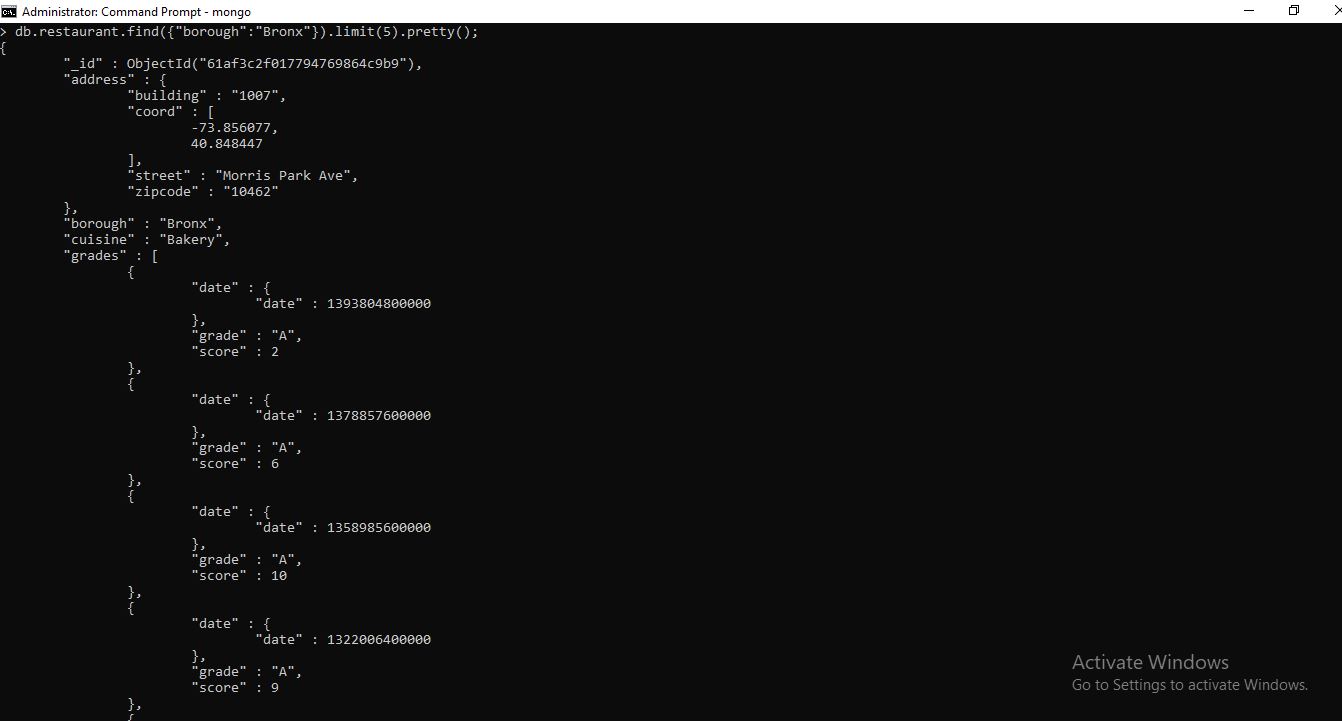 Administrator: Command Prompt - mongo
> db.restaurant.find({"borough":"Bronx"}).limit(5).pretty();
{
"_id" : ObjectId("61af3c2f017794769864c9b9"),
"address" : {
"building" : "1007",
"coord" : [
-73.856077,
40.848447
],
"street" : "Morris Park Ave",
"zipcode" : "10462"
},
"borough" : "Bronx",
"cuisine" : "Bakery",
"grades" : [
{
"date" : {
"date" : 1393804800000
},
"grade" : "A",
"score" : 2
},
{
"date" : {
"date" : 1378857600000
},
"grade" : "A",
"score" : 6
},
{
"date" : {
"date" : 1358985600000
},
"grade" : "A",
"score" : 10
},
{
"date" : {
"date" : 1322006400000
},
"grade" : "A",
"score" : 9
},
{
Activate Windows
Go to Settings to activate Windows.